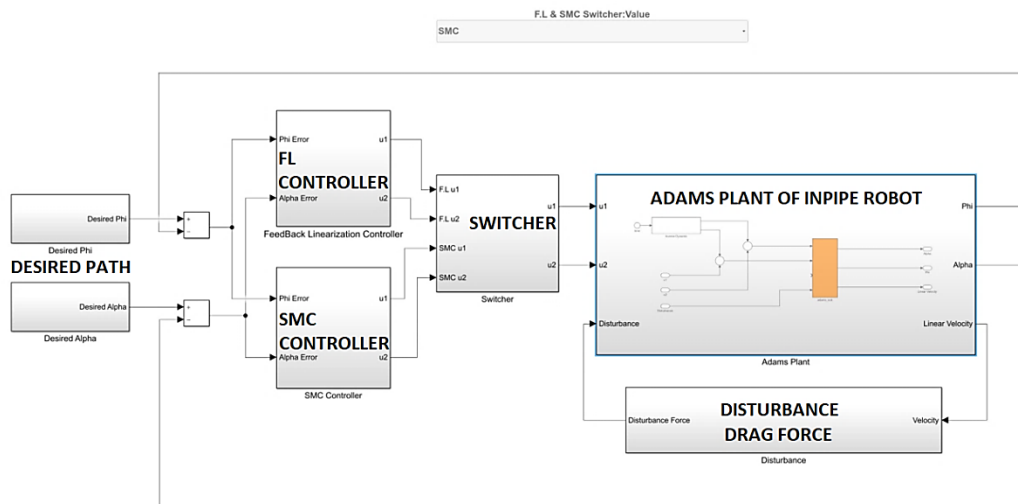 F.L & SMC Switcher:Value
SMC
Desired Phi
Desired Phi
DESIRED PATH
Desired Alpha
Desired Alpha
Phi Error
u1
FL
CONTROLLER
Alpha Error
u2
FeedBack Linearization Controller
Phi Error
u1
SMC
CONTROLLER
Alpha Error
u2
SMC Controller
F.L u1
F.L u2
SMC u1
SMC u2
SWITCHER
u1
u2
Switcher
ADAMS PLANT OF INPIPE ROBOT
u1
u2
Disturbance
Phi
Alpha
Linear Velocity
Adams Plant
Disturbance Force
DISTURBANCE
DRAG FORCE
Velocity
Disturbance